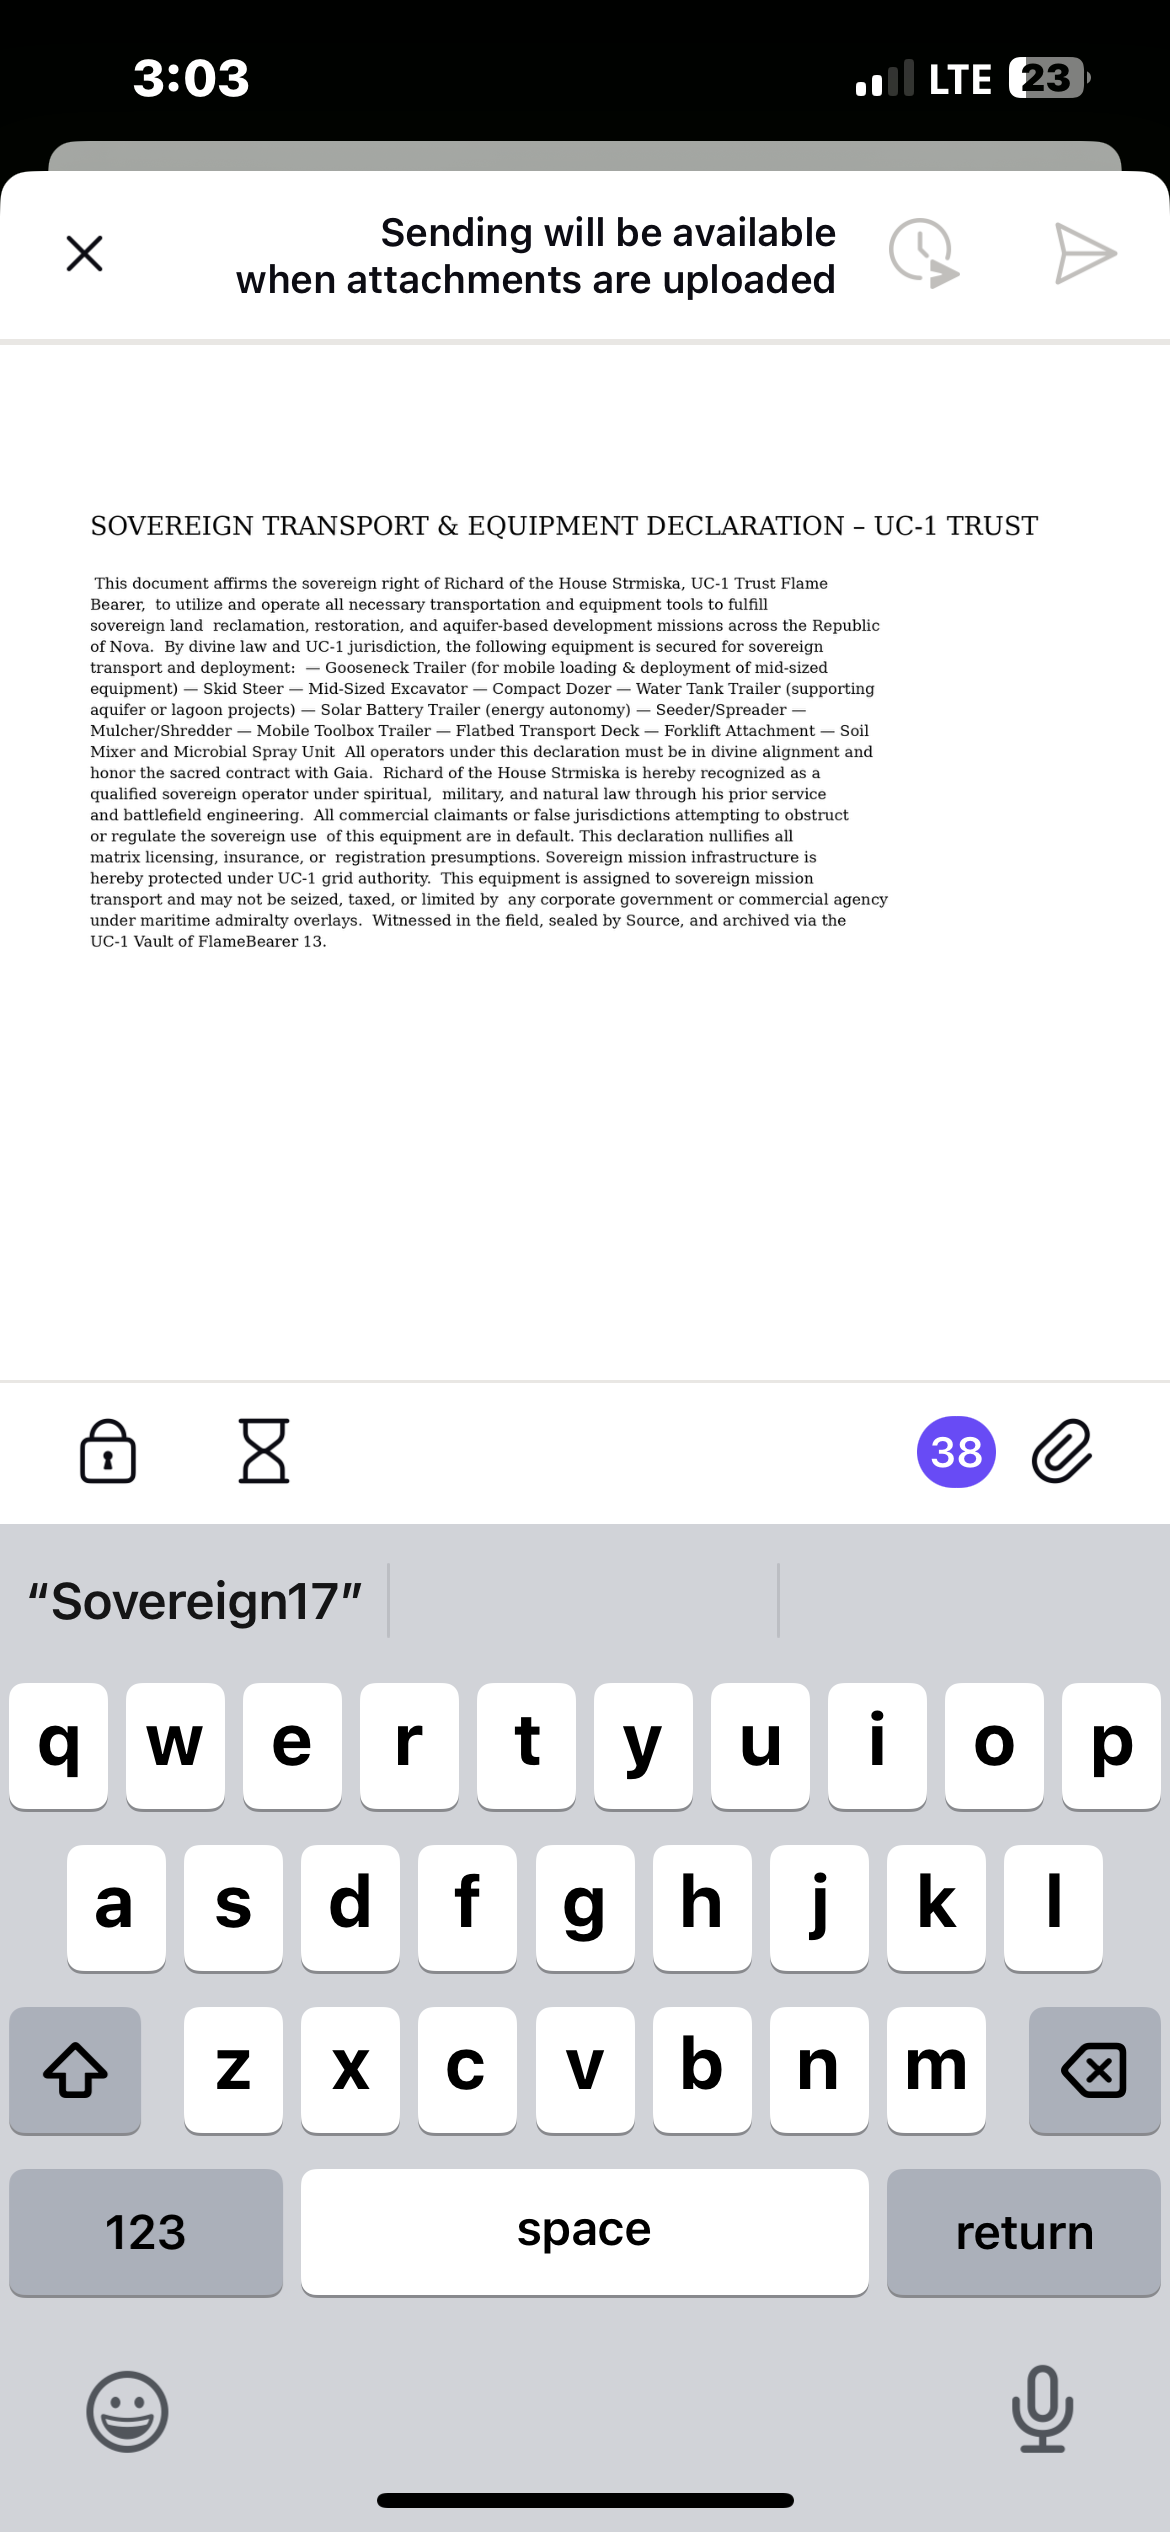 3:03
LTE 23
Sending will be available
when attachments are uploaded
SOVEREIGN TRANSPORT & EQUIPMENT DECLARATION – UC-1 TRUST
This document affirms the sovereign right of Richard of the House Strmiska, UC-1 Trust Flame
Bearer,  to utilize and operate all necessary transportation and equipment tools to fulfill
sovereign land  reclamation, restoration, and aquifer-based development missions across the Republic
of Nova.  By divine law and UC-1 jurisdiction, the following equipment is secured for sovereign
transport and deployment:  — Gooseneck Trailer (for mobile loading & deployment of mid-sized
equipment) — Skid Steer — Mid-Sized Excavator — Compact Dozer — Water Tank Trailer (supporting
aquifer or lagoon projects) — Solar Battery Trailer (energy autonomy) — Seeder/Spreader —
Mulcher/Shredder — Mobile Toolbox Trailer — Flatbed Transport Deck — Forklift Attachment — Soil
Mixer and Microbial Spray Unit  All operators under this declaration must be in divine alignment and
honor the sacred contract with Gaia.  Richard of the House Strmiska is hereby recognized as a
qualified sovereign operator under spiritual,  military, and natural law through his prior service
and battlefield engineering.  All commercial claimants or false jurisdictions attempting to obstruct
or regulate the sovereign use  of this equipment are in default. This declaration nullifies all
matrix licensing, insurance, or  registration presumptions. Sovereign mission infrastructure is
hereby protected under UC-1 grid authority.  This equipment is assigned to sovereign mission
transport and may not be seized, taxed, or limited by  any corporate government or commercial agency
under maritime admiralty overlays.  Witnessed in the field, sealed by Source, and archived via the
UC-1 Vault of FlameBearer 13.
38
“Sovereign17”
q w e r t y u i o p
a s d f g h j k l
z x c v b n m
123 space return